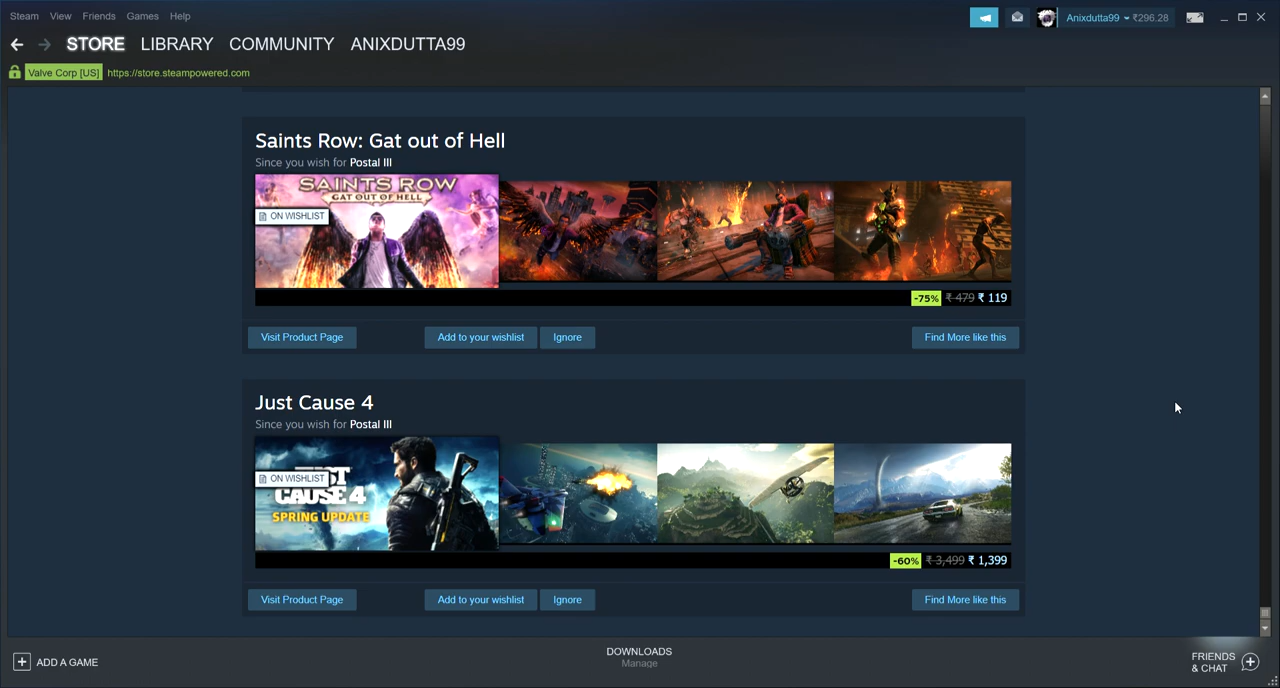 Steam View Friends Games Help
Anixdutta99 ₹296.28
STORE LIBRARY COMMUNITY ANIXDUTTA99
Valve Corp [US] https://store.steampowered.com
Saints Row: Gat out of Hell
Since you wish for Postal III
SAINTS ROW
GAT OUT OF HELL
ON WISHLIST
-75% ₹ 479 ₹ 119
Visit Product Page Add to your wishlist Ignore Find More like this
Just Cause 4
Since you wish for Postal III
ON WISHLIST
CAUSE 4
SPRING UPDATE
-60% ₹ 3,499 ₹ 1,399
Visit Product Page Add to your wishlist Ignore Find More like this
ADD A GAME
DOWNLOADS
Manage
FRIENDS
& CHAT